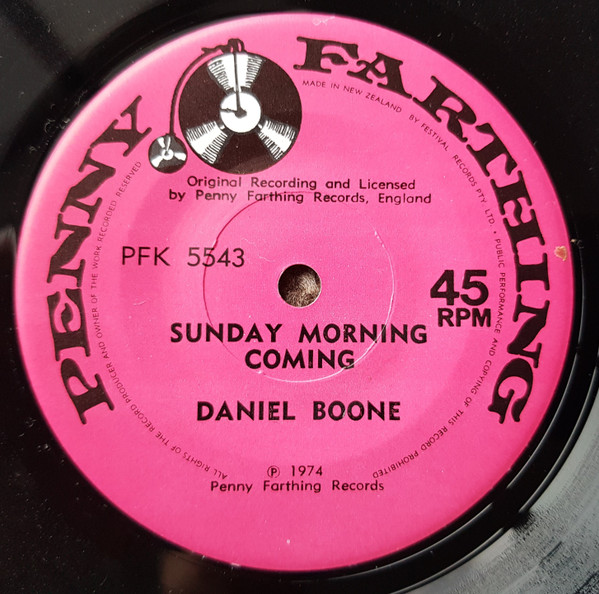 PENNY FARTHING
MADE IN NEW ZEALAND BY FESTIVAL RECORDS PTY. LTD. • PUBLIC PERFORMANCE AND COPYING OF THIS RECORD PROHIBITED
ALL RIGHTS OF THE RECORD PRODUCER AND OWNER OF THE WORK RECORDED RESERVED
Original Recording and Licensed
by Penny Farthing Records, England
PFK 5543
45
RPM
SUNDAY MORNING
COMING
DANIEL BOONE
℗ 1974
Penny Farthing Records